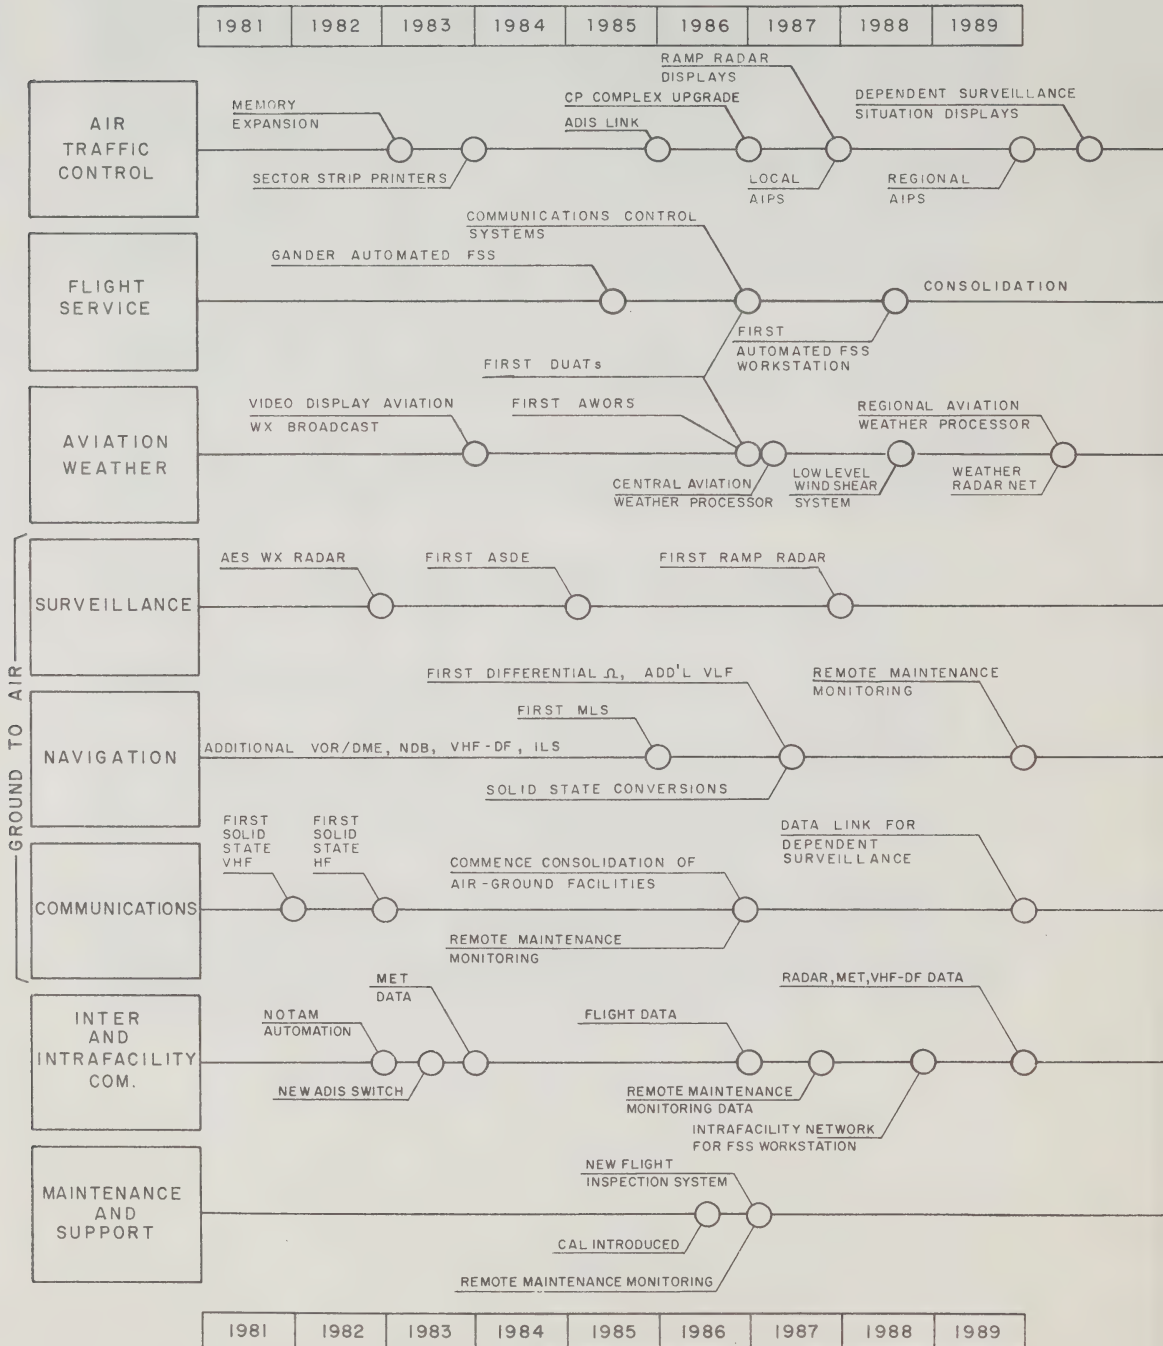 1981 1982 1983 1984 1985 1986 1987 1988 1989
AIR
TRAFFIC
CONTROL
MEMORY
EXPANSION
SECTOR STRIP PRINTERS
ADIS LINK
CP COMPLEX UPGRADE
RAMP RADAR
DISPLAYS
LOCAL
AIPS
DEPENDENT SURVEILLANCE
SITUATION DISPLAYS
REGIONAL
AIPS
FLIGHT
SERVICE
GANDER AUTOMATED FSS
COMMUNICATIONS CONTROL
SYSTEMS
FIRST
AUTOMATED FSS
WORKSTATION
CONSOLIDATION
FIRST DUATs
AVIATION
WEATHER
VIDEO DISPLAY AVIATION
WX BROADCAST
FIRST AWORS
CENTRAL AVIATION
WEATHER PROCESSOR
LOW LEVEL
WIND SHEAR
SYSTEM
REGIONAL AVIATION
WEATHER PROCESSOR
WEATHER
RADAR NET
GROUND TO AIR
SURVEILLANCE
AES WX RADAR
FIRST ASDE
FIRST RAMP RADAR
NAVIGATION
ADDITIONAL VOR/DME, NDB, VHF-DF, ILS
FIRST MLS
FIRST DIFFERENTIAL Ω, ADD'L VLF
SOLID STATE CONVERSIONS
REMOTE MAINTENANCE
MONITORING
COMMUNICATIONS
FIRST
SOLID
STATE
VHF
FIRST
SOLID
STATE
HF
COMMENCE CONSOLIDATION OF
AIR-GROUND FACILITIES
REMOTE MAINTENANCE
MONITORING
DATA LINK FOR
DEPENDENT
SURVEILLANCE
INTER
AND
INTRAFACILITY
COM.
NOTAM
AUTOMATION
NEW ADIS SWITCH
MET
DATA
FLIGHT DATA
REMOTE MAINTENANCE
MONITORING DATA
INTRAFACILITY NETWORK
FOR FSS WORKSTATION
RADAR, MET, VHF-DF DATA
MAINTENANCE
AND
SUPPORT
NEW FLIGHT
INSPECTION SYSTEM
CAL INTRODUCED
REMOTE MAINTENANCE MONITORING
1981 1982 1983 1984 1985 1986 1987 1988 1989